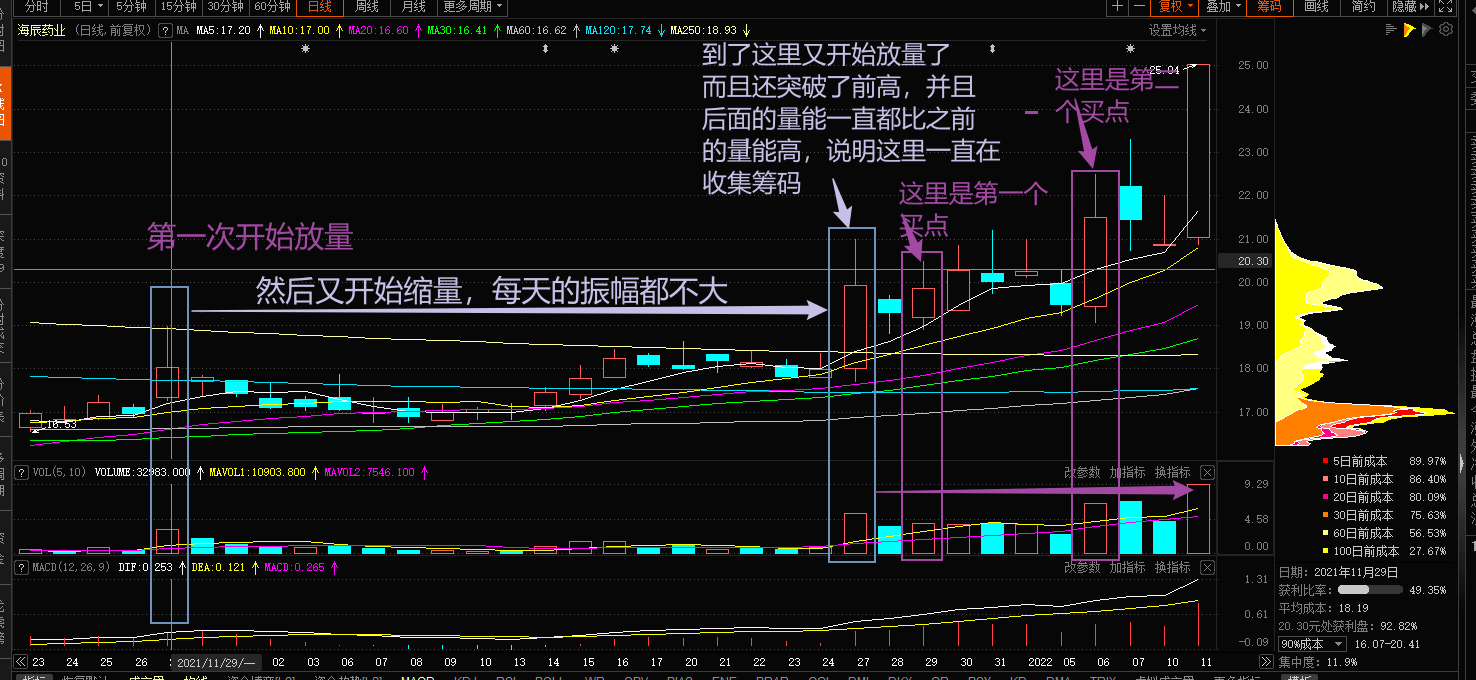 分时 5日 5分钟 15分钟 30分钟 60分钟 日线 周线 月线 更多周期
复权 叠加 筹码 画线 简约 隐藏
海辰药业 (日线,前复权) ? MA MA5:17.20 MA10:17.00 MA20:16.60 MA30:16.41 MA60:16.62 MA120:17.74 MA250:18.93
设置均线
到了这里又开始放量了
而且还突破了前高，并且
后面的量能一直都比之前
的量能高，说明这里一直在
收集筹码
这里是第二
个买点
这里是第一个
买点
第一次开始放量
然后又开始缩量，每天的振幅都不大
25.04
16.53
25.00
24.00
23.00
22.00
21.00
20.30
20.00
19.00
18.00
17.00
? VOL(5,10) VOLUME:32983.000 MAVOL1:10903.800 MAVOL2:7546.100
改参数 加指标 换指标
9.29
4.58
0.00
? MACD(12,26,9) DIF:0.253 DEA:0.121 MACD:0.265
改参数 加指标 换指标
1.31
0.61
-0.09
23 24 25 26 2021/11/29/一 02 03 06 07 08 09 10 13 14 15 16 17 20 21 22 23 24 27 28 29 30 31 2022 05 06 07 10 11
5日前成本 89.97%
10日前成本 86.40%
20日前成本 80.09%
30日前成本 75.63%
60日前成本 56.53%
100日前成本 27.67%
日期: 2021年11月29日
获利比率: 49.35%
平均成本: 18.19
20.30元处获利盘: 92.82%
90%成本 16.07-20.41
集中度: 11.9%